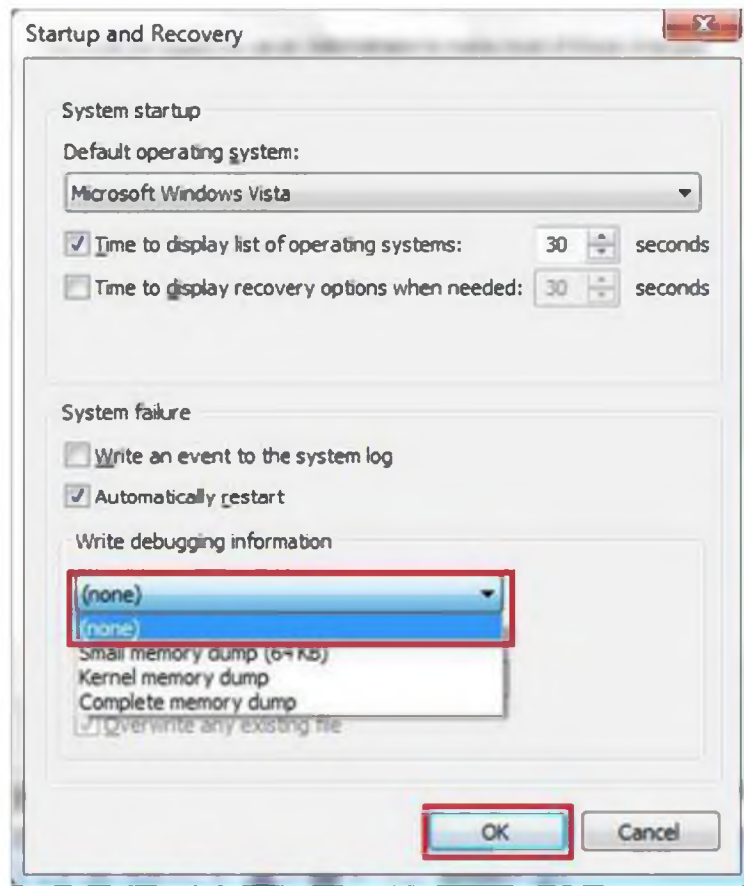 Startup and Recovery
System startup
Default operating system:
Microsoft Windows Vista
Time to display list of operating systems: 30 seconds
Time to display recovery options when needed: 30 seconds
System failure
Write an event to the system log
Automatically restart
Write debugging information
(none)
(none)
Small memory dump (64 KB)
Kernel memory dump
Complete memory dump
Overwrite any existing file
OK Cancel